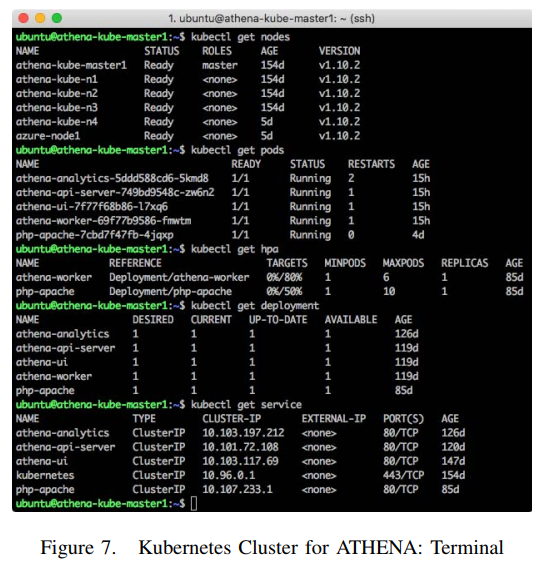 1. ubuntu@athena-kube-master1: ~ (ssh)
ubuntu@athena-kube-master1:~$ kubectl get nodes
NAME STATUS ROLES AGE VERSION
athena-kube-master1 Ready master 154d v1.10.2
athena-kube-n1 Ready <none> 154d v1.10.2
athena-kube-n2 Ready <none> 154d v1.10.2
athena-kube-n3 Ready <none> 154d v1.10.2
athena-kube-n4 Ready <none> 5d v1.10.2
azure-node1 Ready <none> 5d v1.10.2
ubuntu@athena-kube-master1:~$ kubectl get pods
NAME READY STATUS RESTARTS AGE
athena-analytics-5ddd588cd6-5kmd8 1/1 Running 2 15h
athena-api-server-749bd9548c-zw6n2 1/1 Running 1 15h
athena-ui-7f77f68b86-l7xq6 1/1 Running 1 15h
athena-worker-69f77b9586-fmwtm 1/1 Running 1 15h
php-apache-7cbd7f47fb-4jqxp 1/1 Running 0 4d
ubuntu@athena-kube-master1:~$ kubectl get hpa
NAME REFERENCE TARGETS MINPODS MAXPODS REPLICAS AGE
athena-worker Deployment/athena-worker 0%/80% 1 6 1 85d
php-apache Deployment/php-apache 0%/50% 1 10 1 85d
ubuntu@athena-kube-master1:~$ kubectl get deployment
NAME DESIRED CURRENT UP-TO-DATE AVAILABLE AGE
athena-analytics 1 1 1 1 126d
athena-api-server 1 1 1 1 119d
athena-ui 1 1 1 1 119d
athena-worker 1 1 1 1 119d
php-apache 1 1 1 1 85d
ubuntu@athena-kube-master1:~$ kubectl get service
NAME TYPE CLUSTER-IP EXTERNAL-IP PORT(S) AGE
athena-analytics ClusterIP 10.103.197.212 <none> 80/TCP 126d
athena-api-server ClusterIP 10.101.72.108 <none> 80/TCP 120d
athena-ui ClusterIP 10.103.117.69 <none> 80/TCP 147d
kubernetes ClusterIP 10.96.0.1 <none> 443/TCP 154d
php-apache ClusterIP 10.107.233.1 <none> 80/TCP 85d
ubuntu@athena-kube-master1:~$
Figure 7. Kubernetes Cluster for ATHENA: Terminal